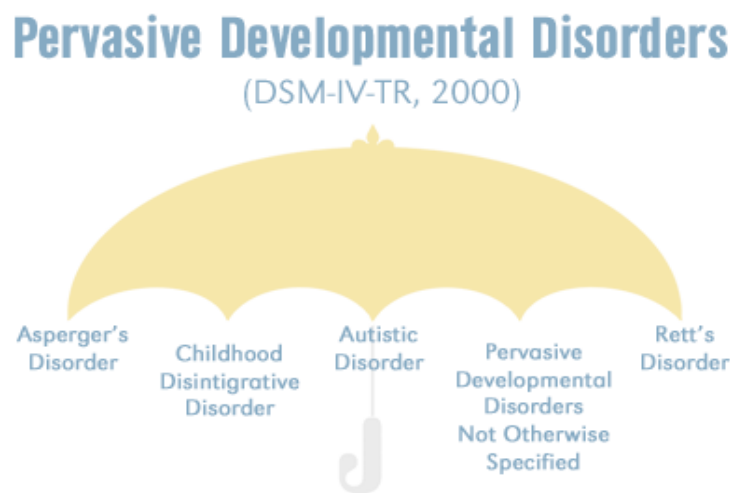 Pervasive Developmental Disorders
(DSM-IV-TR, 2000)
Asperger's
Disorder
Childhood
Disintigrative
Disorder
Autistic
Disorder
Pervasive
Developmental
Disorders
Not Otherwise
Specified
Rett's
Disorder